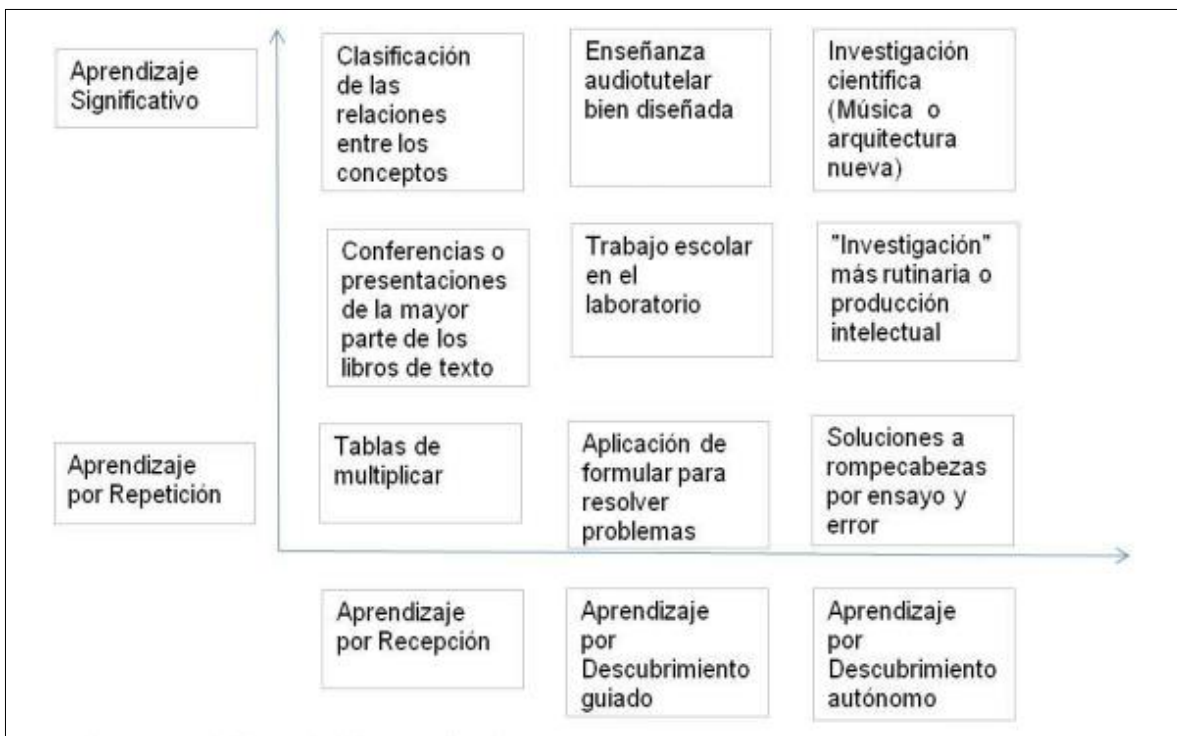 Aprendizaje
Significativo
Clasificación
de las
relaciones
entre los
conceptos
Enseñanza
audiotutelar
bien diseñada
Investigación
científica
(Música o
arquitectura
nueva)
Conferencias o
presentaciones
de la mayor
parte de los
libros de texto
Trabajo escolar
en el
laboratorio
"Investigación"
más rutinaria o
producción
intelectual
Aprendizaje
por Repetición
Tablas de
multiplicar
Aplicación de
formular para
resolver
problemas
Soluciones a
rompecabezas
por ensayo y
error
Aprendizaje
por Recepción
Aprendizaje
por
Descubrimiento
guiado
Aprendizaje
por
Descubrimiento
autónomo